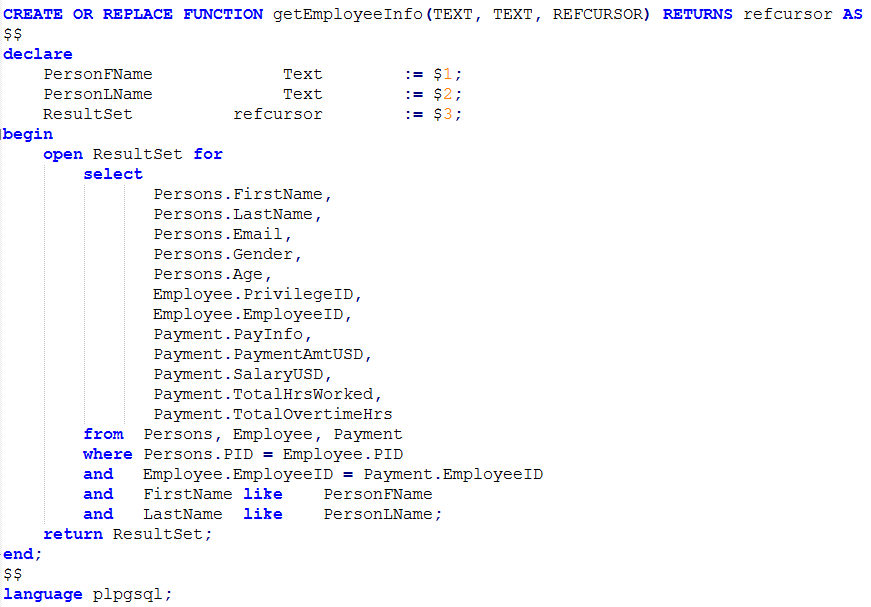 CREATE OR REPLACE FUNCTION getEmployeeInfo(TEXT, TEXT, REFCURSOR) RETURNS refcursor AS
$$
declare
    PersonFName             Text        := $1;
    PersonLName             Text        := $2;
    ResultSet          refcursor        := $3;
begin
    open ResultSet for
        select
               Persons.FirstName,
               Persons.LastName,
               Persons.Email,
               Persons.Gender,
               Persons.Age,
               Employee.PrivilegeID,
               Employee.EmployeeID,
               Payment.PayInfo,
               Payment.PaymentAmtUSD,
               Payment.SalaryUSD,
               Payment.TotalHrsWorked,
               Payment.TotalOvertimeHrs
        from  Persons, Employee, Payment
        where Persons.PID = Employee.PID
        and   Employee.EmployeeID = Payment.EmployeeID
        and   FirstName like    PersonFName
        and   LastName  like    PersonLName;
    return ResultSet;
end;
$$
language plpgsql;